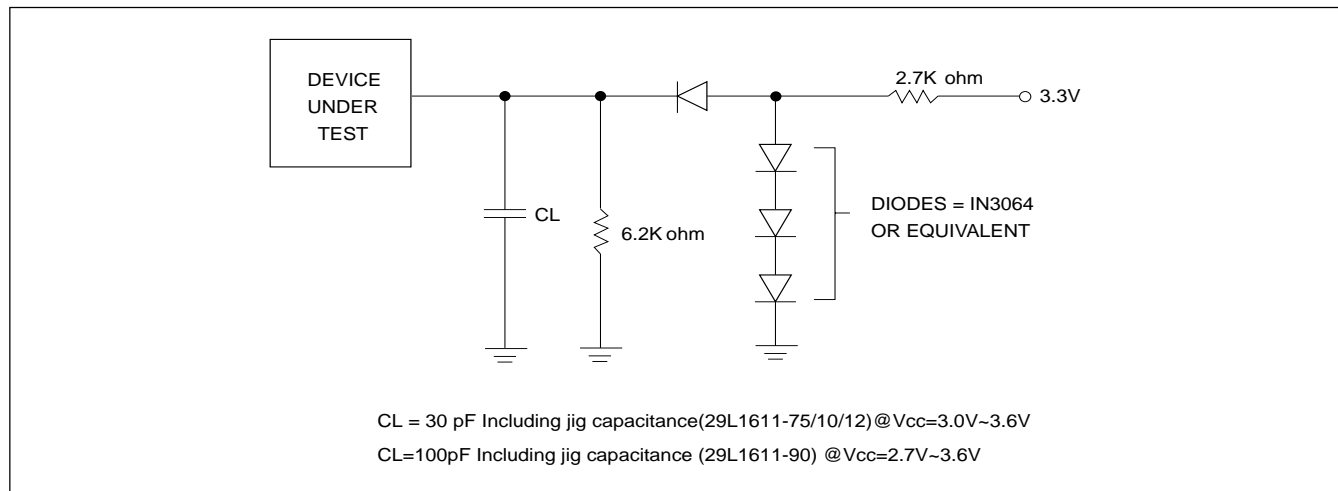 DEVICE
UNDER
TEST
2.7K ohm
3.3V
CL
6.2K ohm
DIODES = IN3064
OR EQUIVALENT
CL = 30 pF Including jig capacitance(29L1611-75/10/12)@Vcc=3.0V~3.6V
CL=100pF Including jig capacitance (29L1611-90) @Vcc=2.7V~3.6V